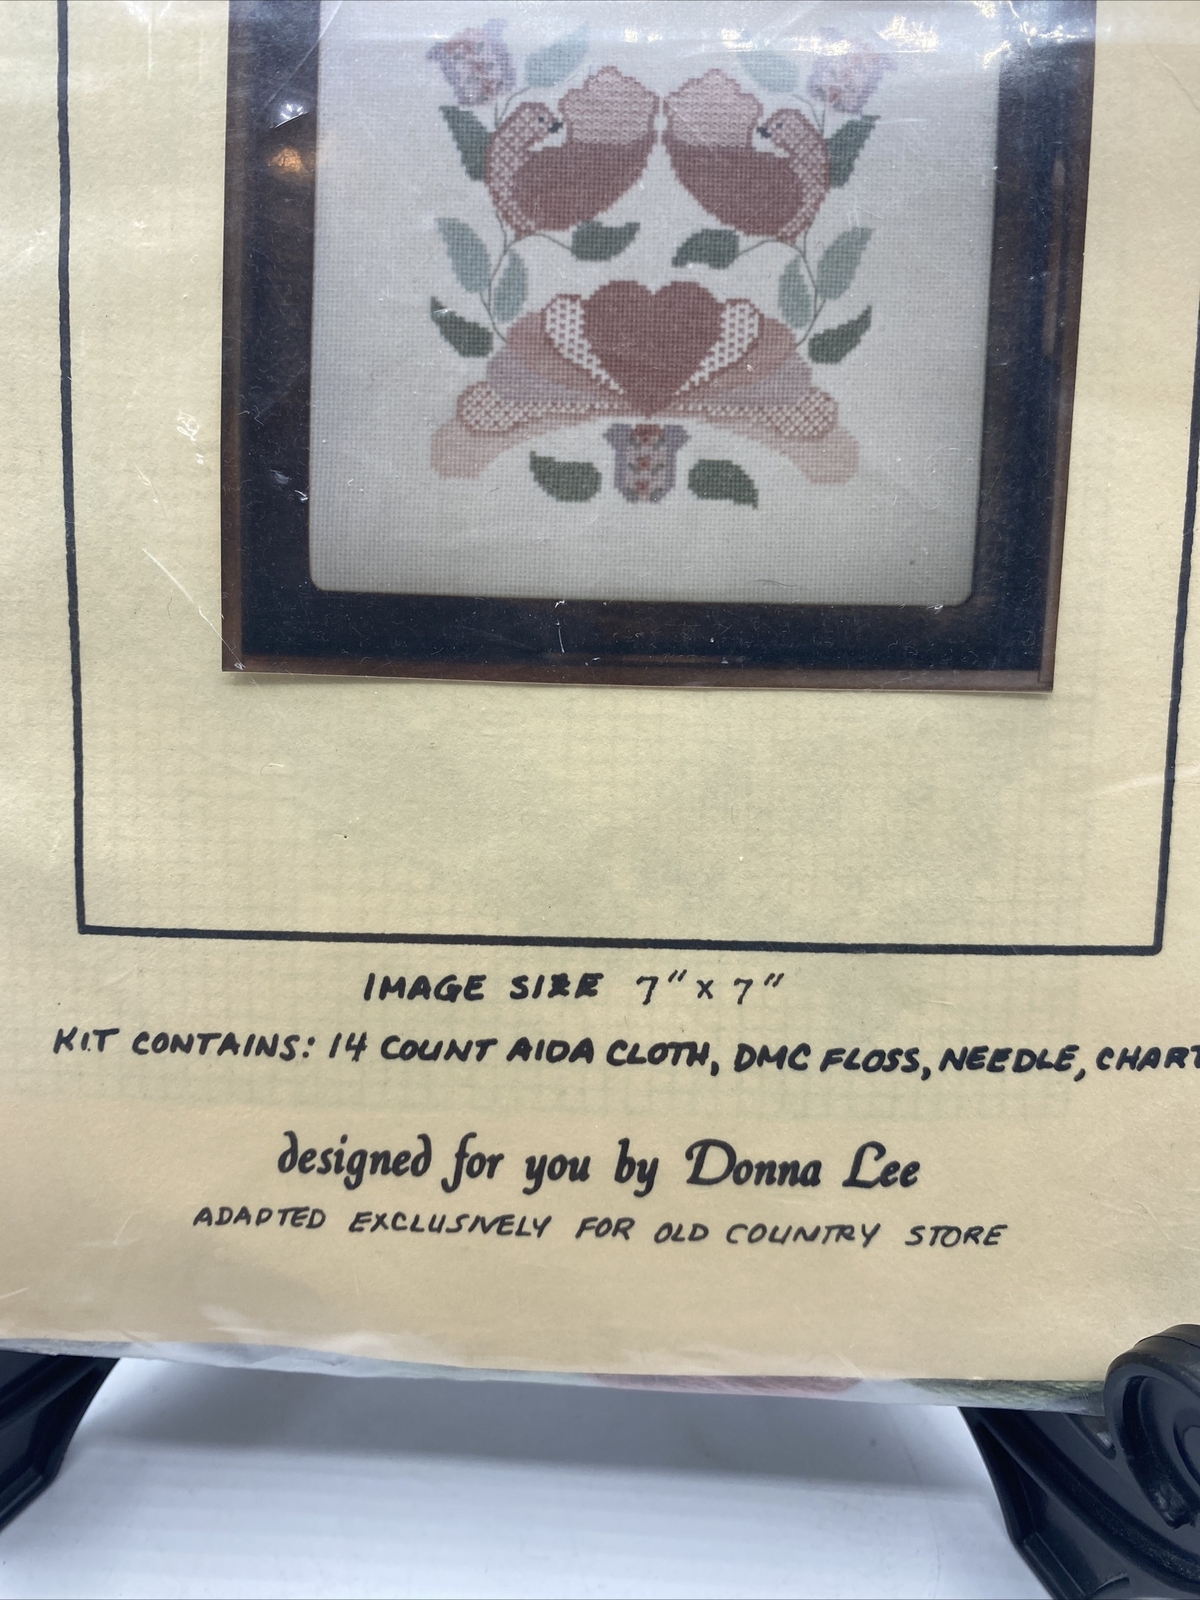 IMAGE SIZE 7" x 7"
KIT CONTAINS: 14 COUNT AIDA CLOTH, DMC FLOSS, NEEDLE, CHART
designed for you by Donna Lee
ADAPTED EXCLUSIVELY FOR OLD COUNTRY STORE